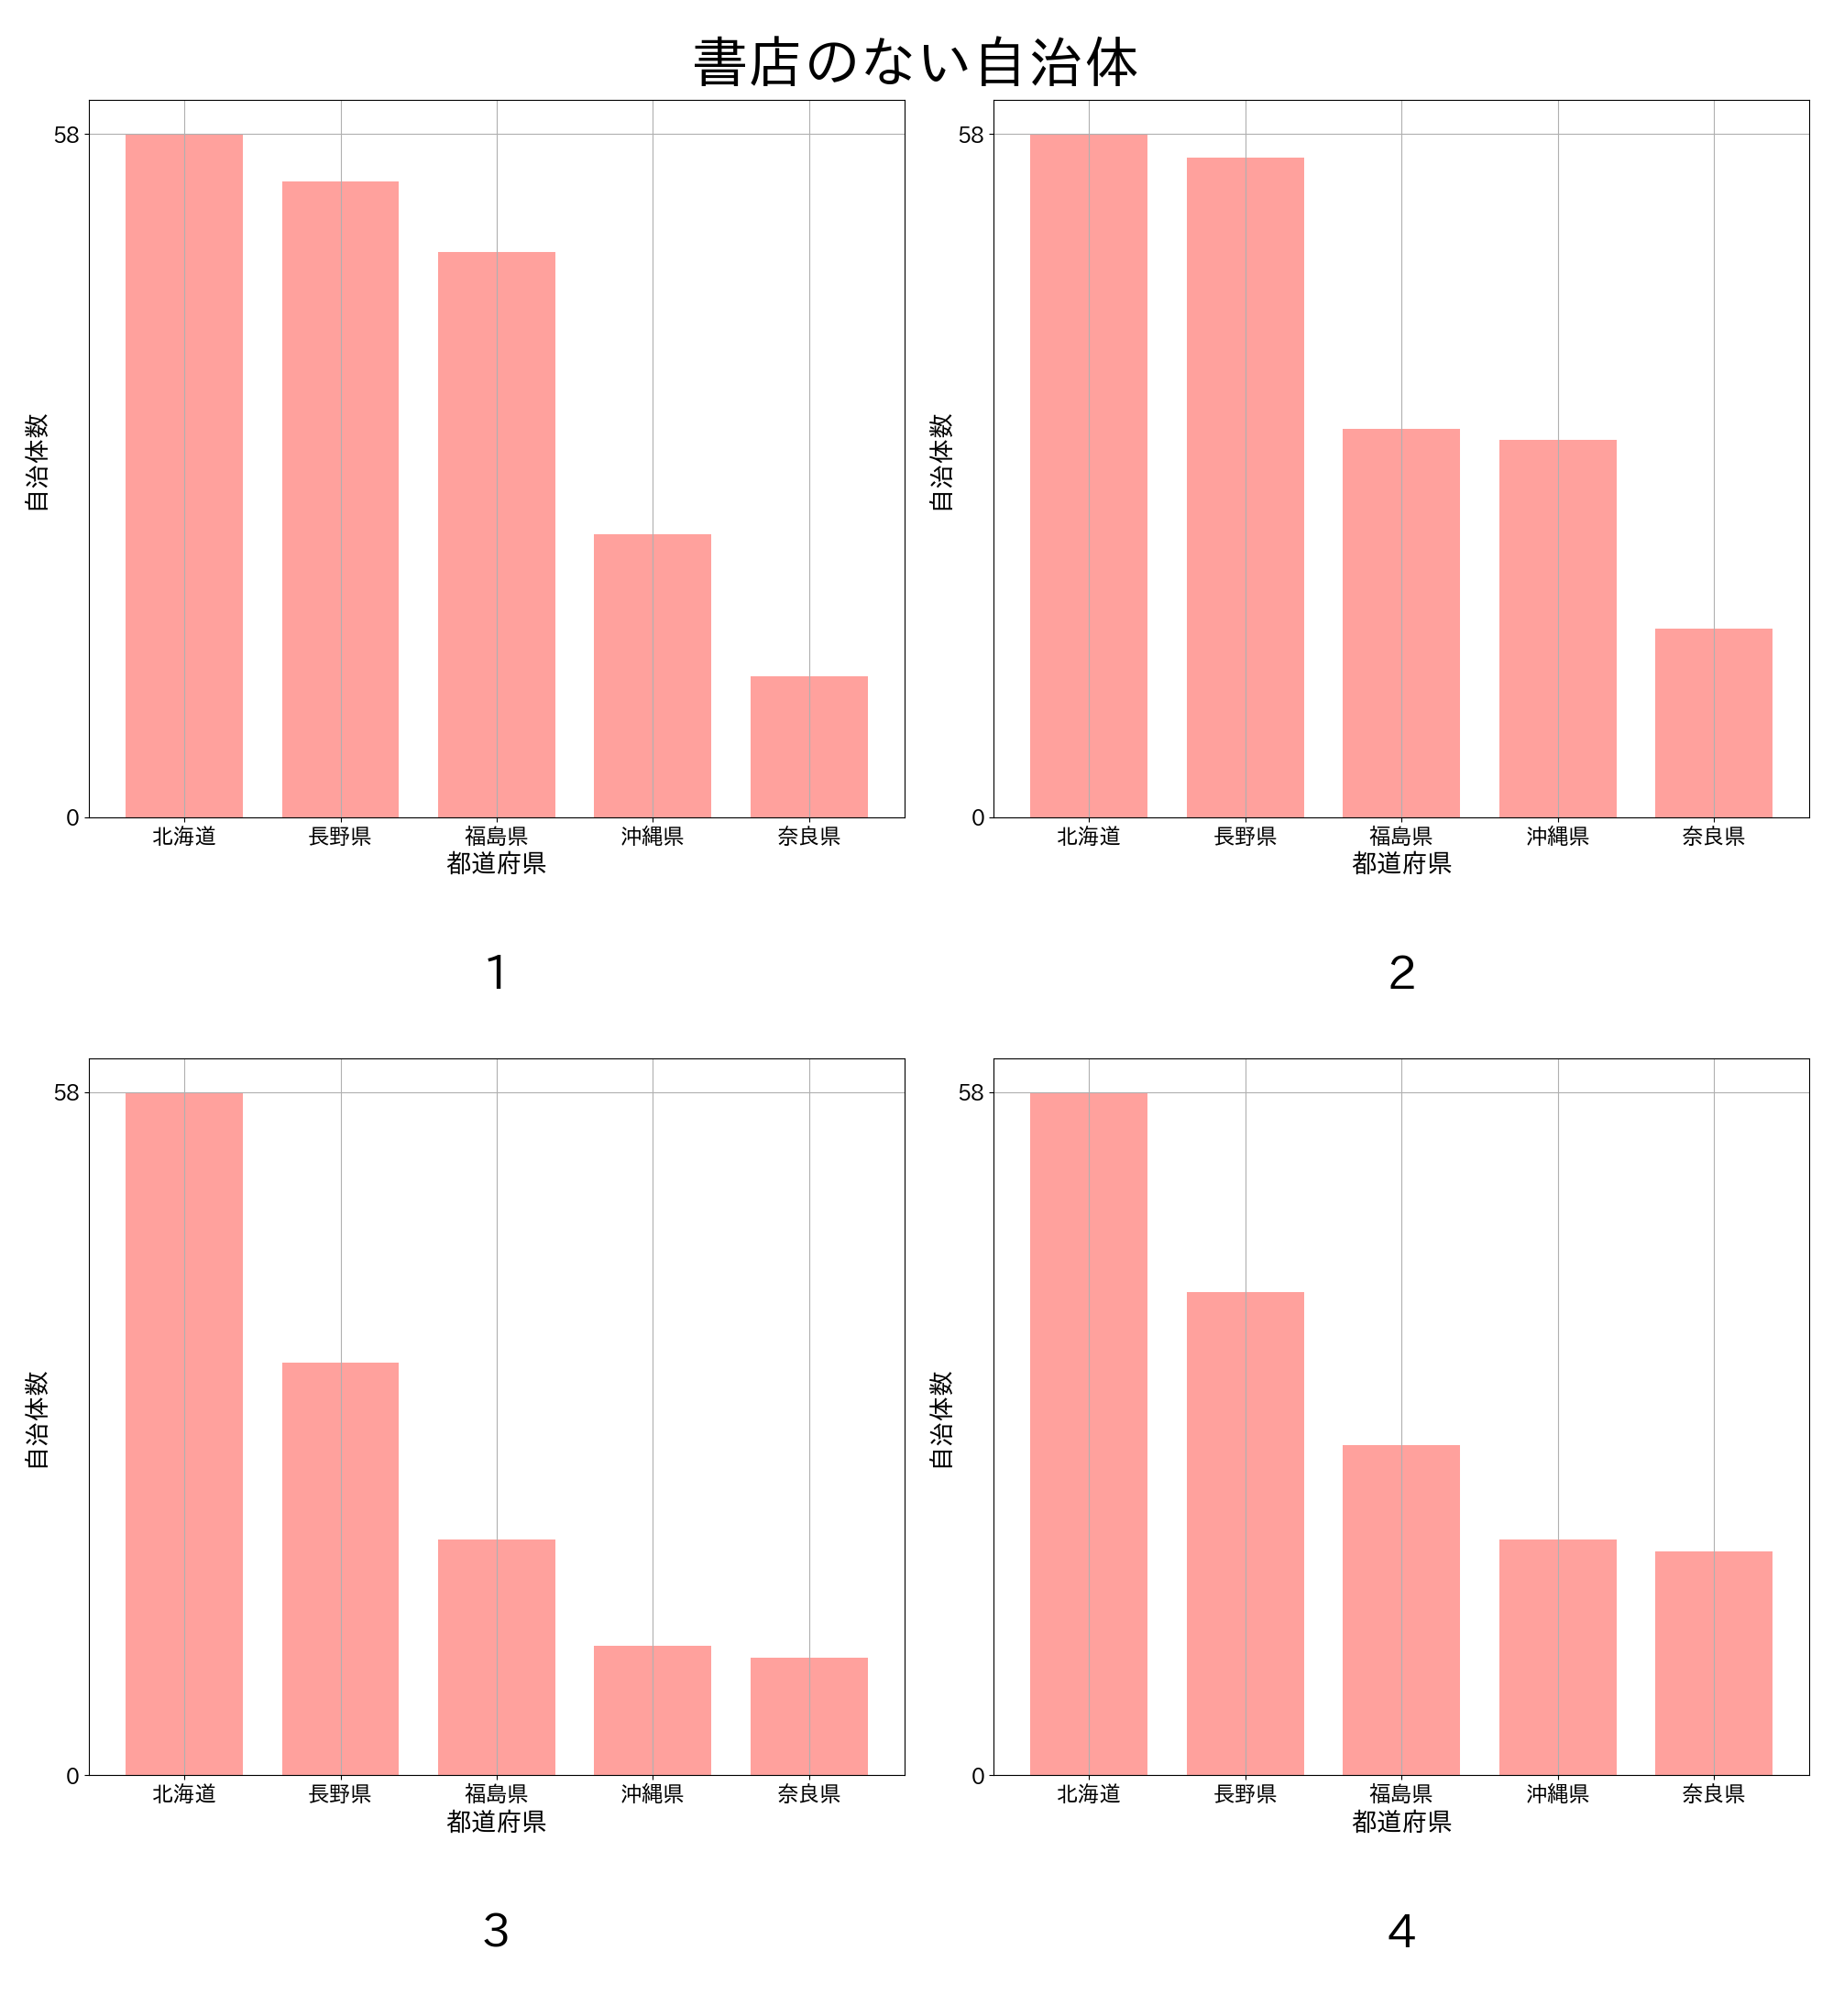 書店のない自治体
58
0
自治体数
北海道 長野県 福島県 沖縄県 奈良県
都道府県
1
58
0
自治体数
北海道 長野県 福島県 沖縄県 奈良県
都道府県
2
58
0
自治体数
北海道 長野県 福島県 沖縄県 奈良県
都道府県
3
58
0
自治体数
北海道 長野県 福島県 沖縄県 奈良県
都道府県
4